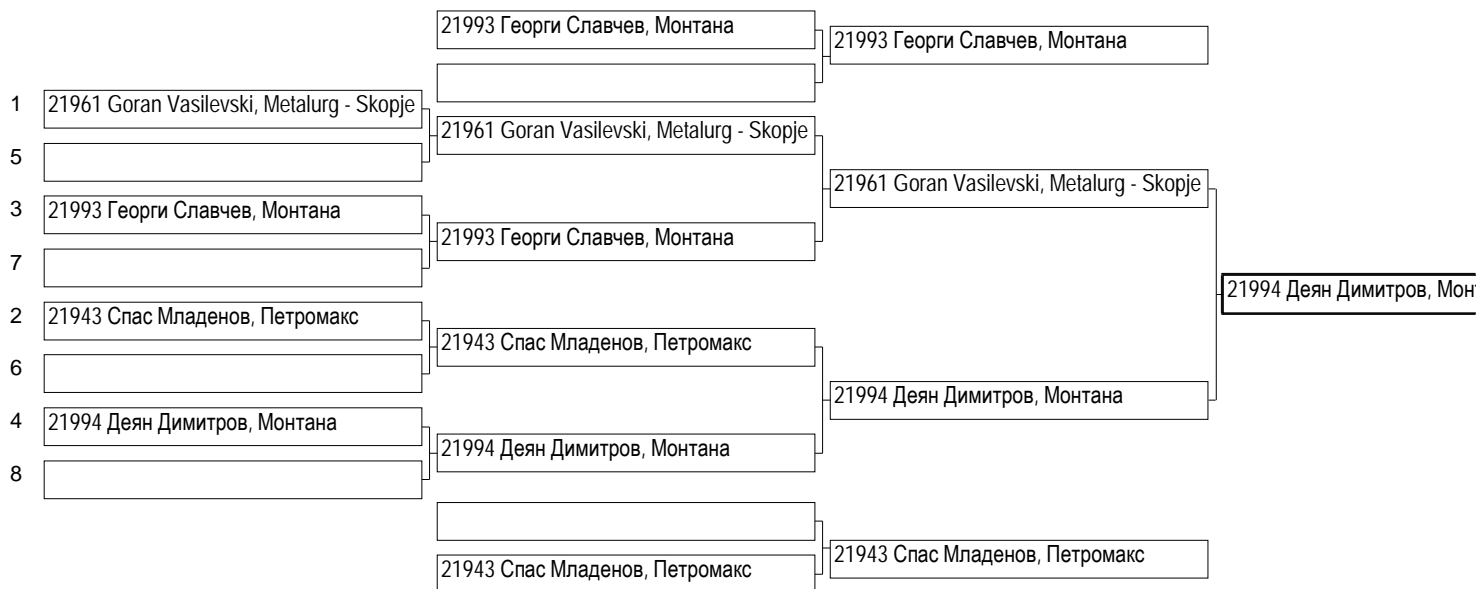 21993 Георги Славчев, Монтана
21993 Георги Славчев, Монтана
1 21961 Goran Vasilevski, Metalurg - Skopje
21961 Goran Vasilevski, Metalurg - Skopje
5
21961 Goran Vasilevski, Metalurg - Skopje
3 21993 Георги Славчев, Монтана
21993 Георги Славчев, Монтана
7
21994 Деян Димитров,
2 21943 Спас Младенов, Петромакс
21943 Спас Младенов, Петромакс
6
21994 Деян Димитров, Монтана
4 21994 Деян Димитров, Монтана
21994 Деян Димитров, Монтана
8
21943 Спас Младенов, Петромакс
21943 Спас Младенов, Петромакс